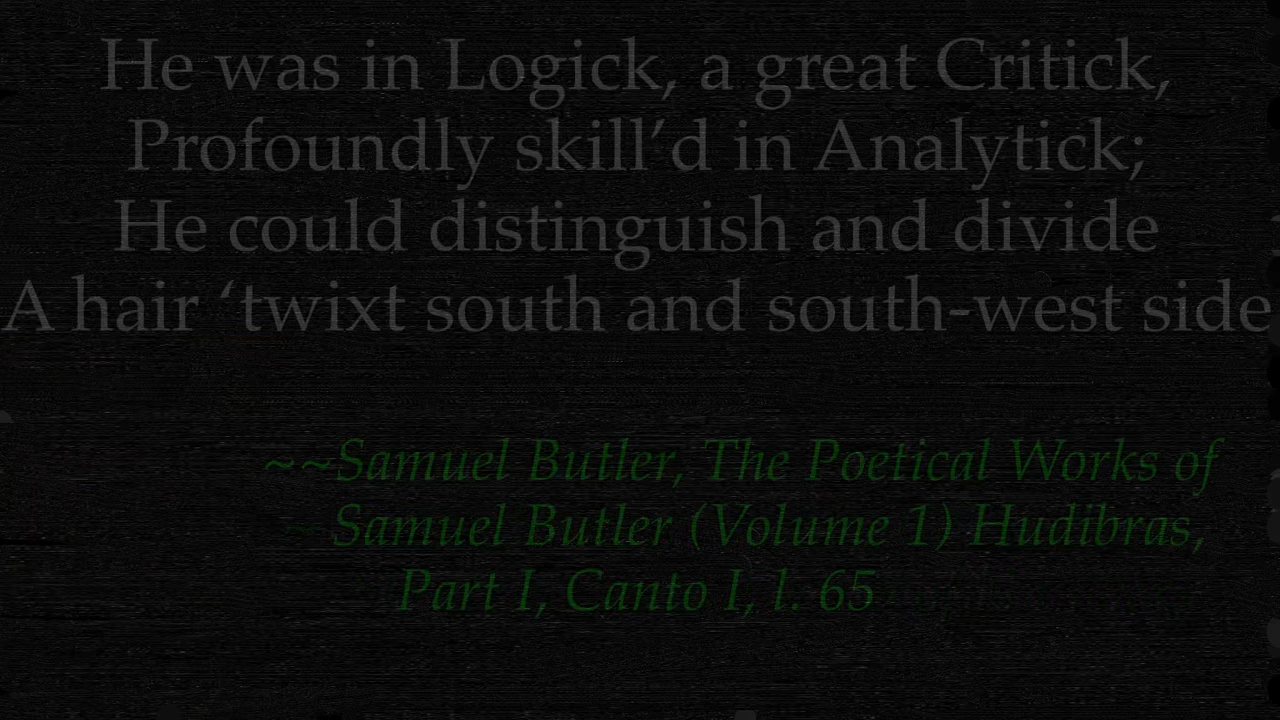 He was in Logick, a great Critick,
Profoundly skill’d in Analytick;
He could distinguish and divide
A hair ‘twixt south and south-west side
~~Samuel Butler, The Poetical Works of
Samuel Butler (Volume 1) Hudibras,
Part I, Canto I, l. 65